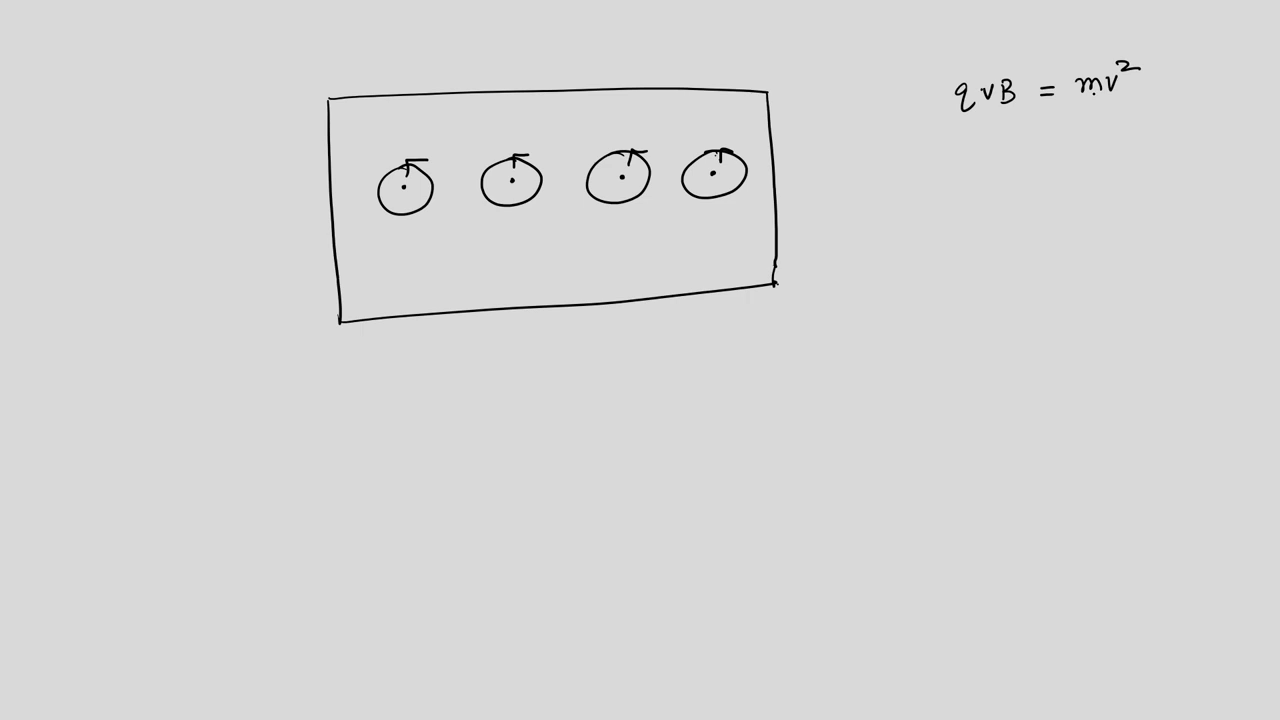 qvB = mv²